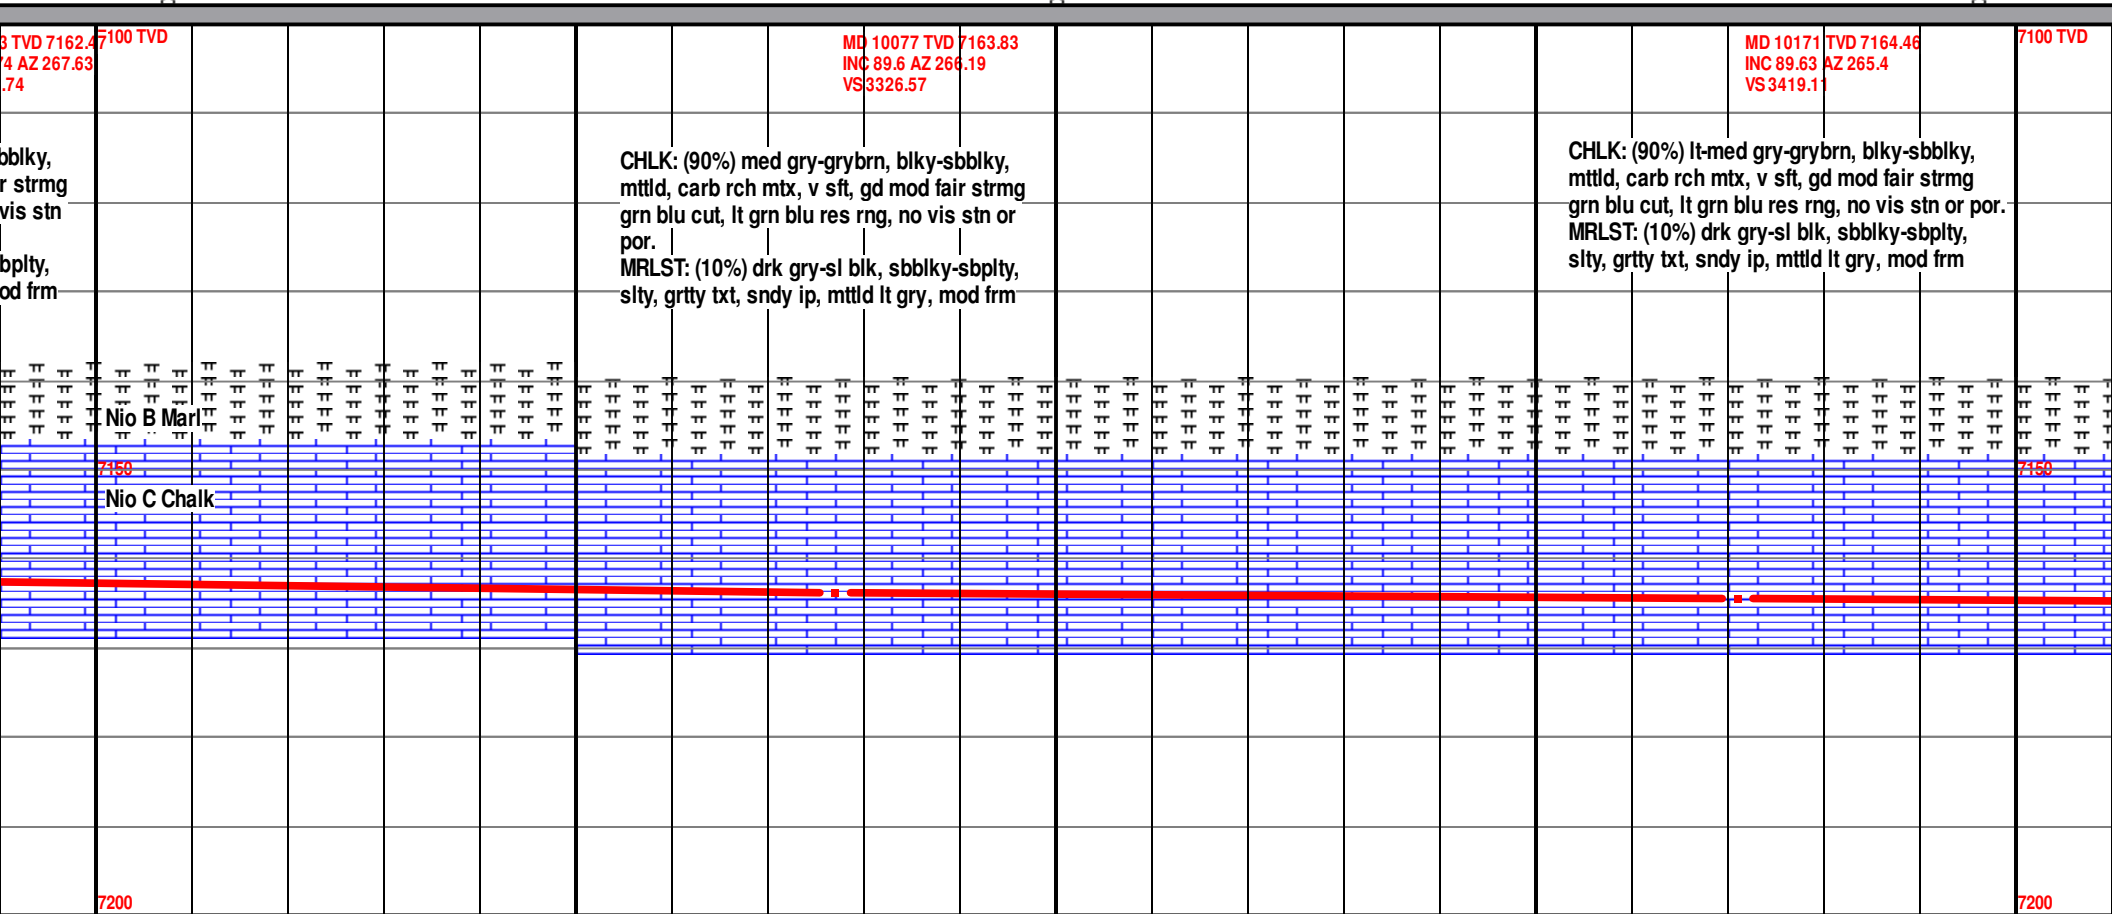 3 TVD 7162.47
74 AZ 267.63
.74
7100 TVD
MD 10077 TVD 7163.83
INC 89.6 AZ 266.19
VS 3326.57
MD 10171 TVD 7164.46
INC 89.63 AZ 265.4
VS 3419.11
7100 TVD
bblky,
r strmg
vis stn
bplty,
od frm
CHLK: (90%) med gry-grybrn, blky-sbblky,
mttld, carb rch mtx, v sft, gd mod fair strmg
grn blu cut, lt grn blu res rng, no vis stn or
por.
MRLST: (10%) drk gry-sl blk, sbblky-sbplty,
slty, grtty txt, sndy ip, mttld lt gry, mod frm
CHLK: (90%) lt-med gry-grybrn, blky-sbblky,
mttld, carb rch mtx, v sft, gd mod fair strmg
grn blu cut, lt grn blu res rng, no vis stn or por.
MRLST: (10%) drk gry-sl blk, sbblky-sbplty,
slty, grtty txt, sndy ip, mttld lt gry, mod frm
Nio B Marl
7150
7150
Nio C Chalk
7200
7200